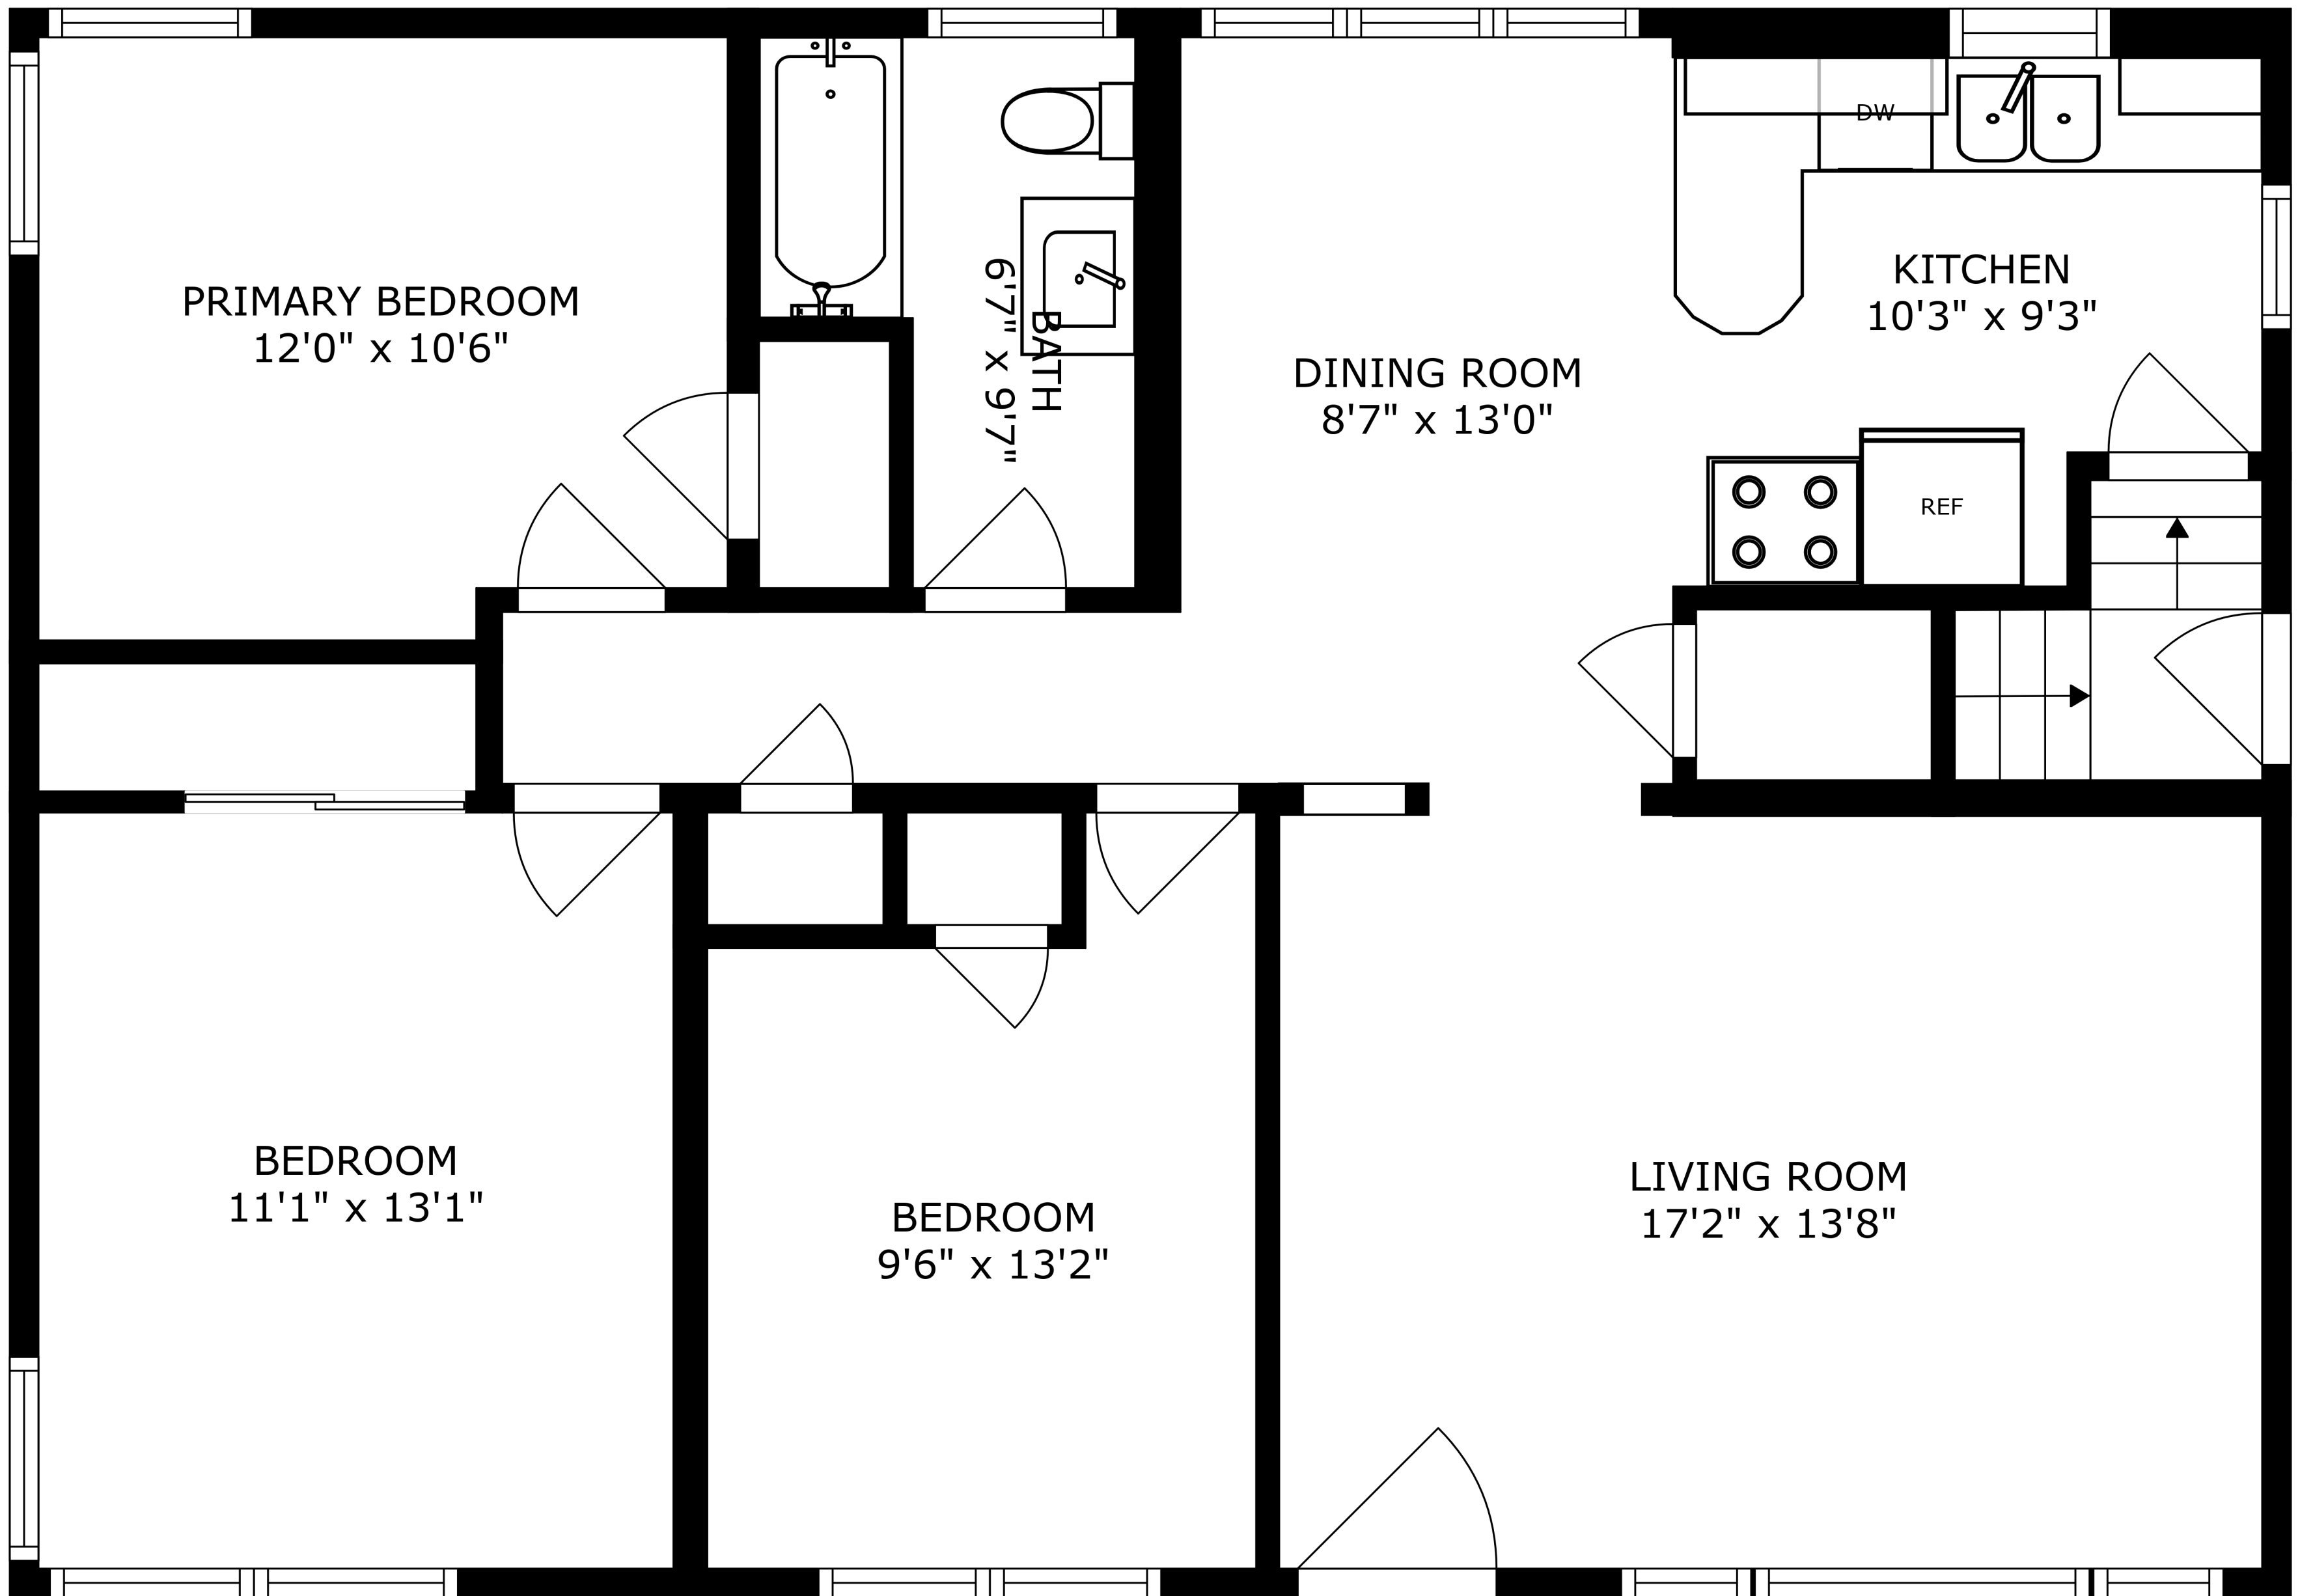 DW
KITCHEN
10'3" x 9'3"
PRIMARY BEDROOM
12'0" x 10'6"
BATH
6'7" x 9'7"
DINING ROOM
8'7" x 13'0"
REF
BEDROOM
11'1" x 13'1"
BEDROOM
9'6" x 13'2"
LIVING ROOM
17'2" x 13'8"